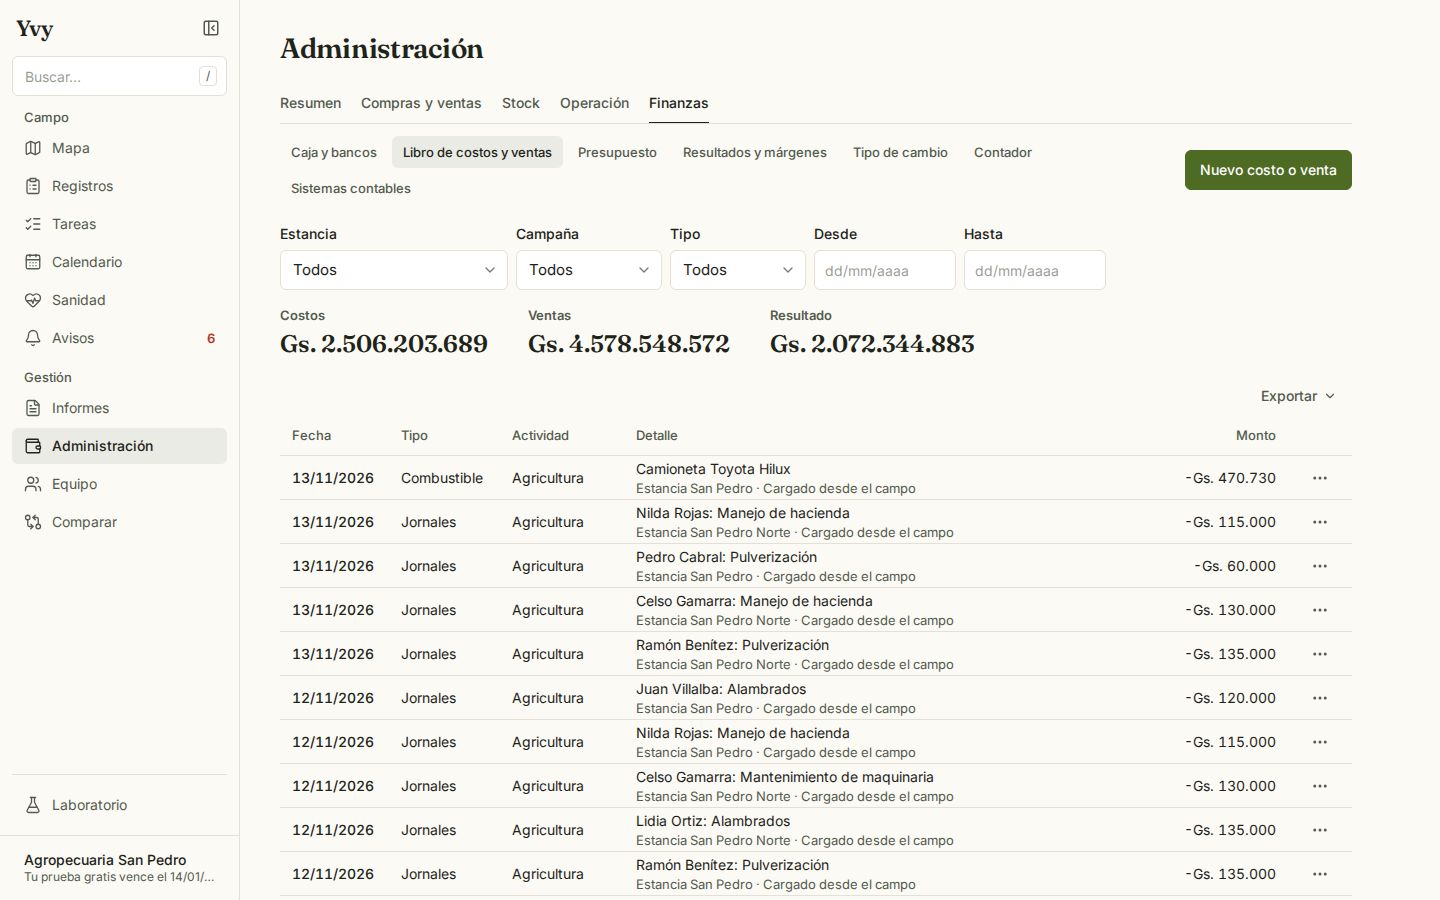 Yvy
Buscar...
/
Campo
Mapa
Registros
Tareas
Calendario
Sanidad
Avisos 6
Gestión
Informes
Administración
Equipo
Comparar
Laboratorio
Agropecuaria San Pedro
Tu prueba gratis vence el 14/01/...
Administración
Resumen Compras y ventas Stock Operación Finanzas
Caja y bancos Libro de costos y ventas Presupuesto Resultados y márgenes Tipo de cambio Contador
Sistemas contables
Nuevo costo o venta
Estancia Campaña Tipo Desde Hasta
Todos Todos Todos dd/mm/aaaa dd/mm/aaaa
Costos Ventas Resultado
Gs. 2.506.203.689 Gs. 4.578.548.572 Gs. 2.072.344.883
Exportar
Fecha Tipo Actividad Detalle Monto
13/11/2026 Combustible Agricultura Camioneta Toyota Hilux -Gs. 470.730
Estancia San Pedro · Cargado desde el campo
13/11/2026 Jornales Agricultura Nilda Rojas: Manejo de hacienda -Gs. 115.000
Estancia San Pedro Norte · Cargado desde el campo
13/11/2026 Jornales Agricultura Pedro Cabral: Pulverización -Gs. 60.000
Estancia San Pedro · Cargado desde el campo
13/11/2026 Jornales Agricultura Celso Gamarra: Manejo de hacienda -Gs. 130.000
Estancia San Pedro Norte · Cargado desde el campo
13/11/2026 Jornales Agricultura Ramón Benítez: Pulverización -Gs. 135.000
Estancia San Pedro Norte · Cargado desde el campo
12/11/2026 Jornales Agricultura Juan Villalba: Alambrados -Gs. 120.000
Estancia San Pedro · Cargado desde el campo
12/11/2026 Jornales Agricultura Nilda Rojas: Manejo de hacienda -Gs. 115.000
Estancia San Pedro · Cargado desde el campo
12/11/2026 Jornales Agricultura Celso Gamarra: Mantenimiento de maquinaria -Gs. 130.000
Estancia San Pedro Norte · Cargado desde el campo
12/11/2026 Jornales Agricultura Lidia Ortiz: Alambrados -Gs. 135.000
Estancia San Pedro Norte · Cargado desde el campo
12/11/2026 Jornales Agricultura Ramón Benítez: Pulverización -Gs. 135.000
Estancia San Pedro · Cargado desde el campo